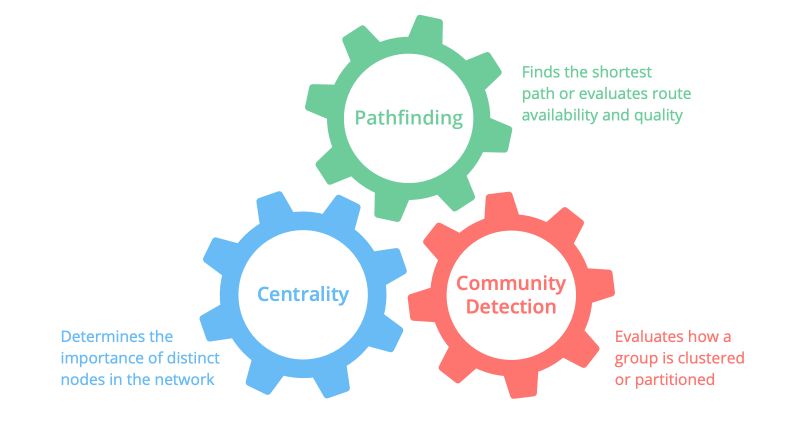 Pathfinding
Finds the shortest
path or evaluates route
availability and quality
Centrality
Determines the
importance of distinct
nodes in the network
Community
Detection
Evaluates how a
group is clustered
or partitioned